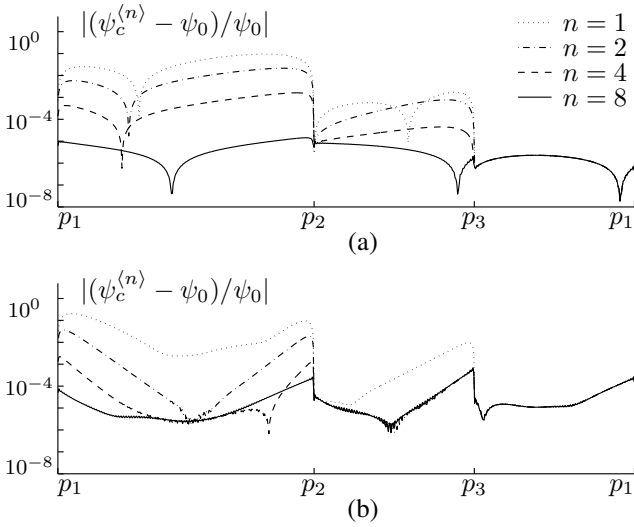 |(ψ_c^⟨n⟩ − ψ_0)/ψ_0|
n = 1
n = 2
n = 4
n = 8
10^0
10^−4
10^−8
p_1 p_2 p_3 p_1
(a)
|(ψ_c^⟨n⟩ − ψ_0)/ψ_0|
10^0
10^−4
10^−8
p_1 p_2 p_3 p_1
(b)